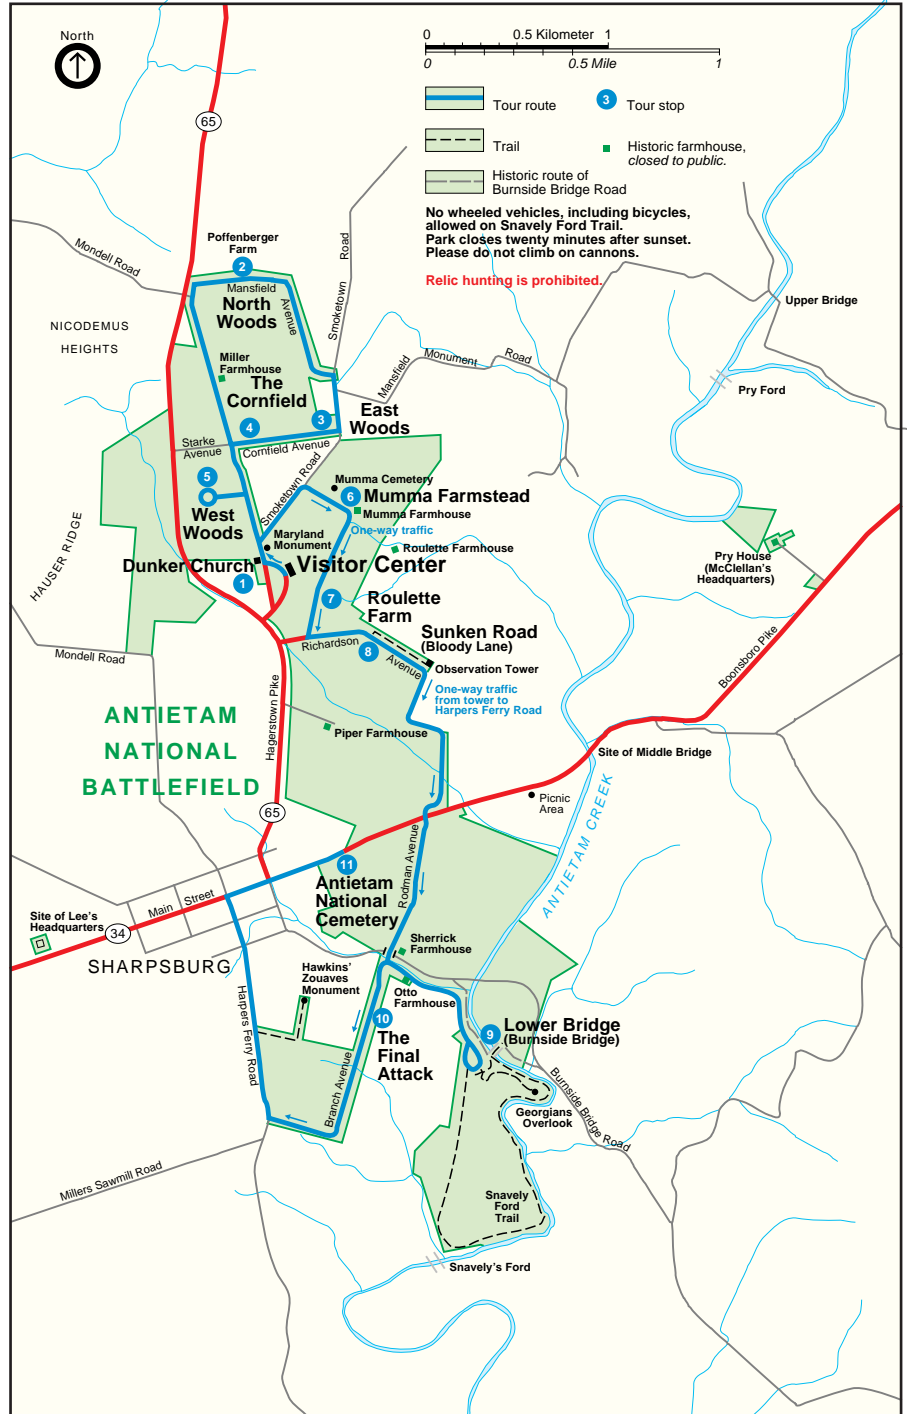 North
0
0.5 Kilometer
1
0
0.5 Mile
1
Tour route
3
Tour stop
Trail
Historic farmhouse,
closed to public.
Historic route of
Burnside Bridge Road
No wheeled vehicles, including bicycles,
allowed on Snavely Ford Trail.
Park closes twenty minutes after sunset.
Please do not climb on cannons.
Relic hunting is prohibited.
65
Poffenberger
Farm
2
Mondell Road
Mansfield
Avenue
North
Woods
Smoketown
Road
Upper Bridge
NICODEMUS
HEIGHTS
Miller
Farmhouse
The
Cornfield
Mansfield
Monument
Road
Pry Ford
4
3
East
Woods
Starke
Avenue
Cornfield Avenue
5
Smoketown Road
Mumma Cemetery
6
Mumma Farmstead
Mumma Farmhouse
West
Woods
One-way traffic
Maryland
Monument
Roulette Farmhouse
HAUSER RIDGE
Dunker Church
Visitor Center
Pry House
(McClellan's
Headquarters)
1
7
Roulette
Farm
Sunken Road
(Bloody Lane)
Richardson
Avenue
8
Observation Tower
Mondell Road
Boonsboro Pike
One-way traffic
from tower to
Harpers Ferry Road
Hagerstown Pike
ANTIETAM
NATIONAL
BATTLEFIELD
Piper Farmhouse
Site of Middle Bridge
65
Picnic
Area
ANTIETAM CREEK
Rodman Avenue
11
Antietam
National
Cemetery
Main
Street
Site of Lee's
Headquarters
34
SHARPSBURG
Sherrick
Farmhouse
Hawkins'
Zouaves
Monument
Otto
Farmhouse
Harpers Ferry Road
10
The
Final
Attack
9
Lower Bridge
(Burnside Bridge)
Branch Avenue
Burnside Bridge Road
Georgians
Overlook
Millers Sawmill Road
Snavely
Ford
Trail
Snavely's Ford